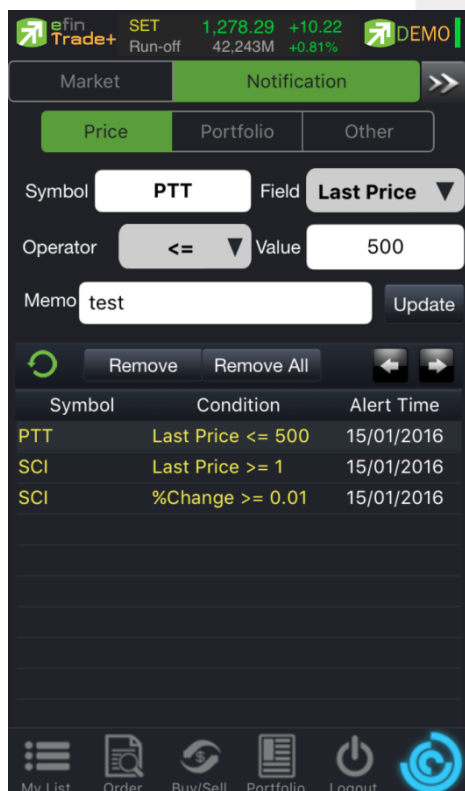 efin Trade+ SET 1,278.29 +10.22 DEMO
Run-off 42,243M +0.81%
Market Notification >>
Price Portfolio Other
Symbol PTT Field Last Price
Operator <= Value 500
Memo test Update
Remove Remove All
Symbol Condition Alert Time
PTT Last Price <= 500 15/01/2016
SCI Last Price >= 1 15/01/2016
SCI %Change >= 0.01 15/01/2016
My List Order Buy/Sell Portfolio Logout